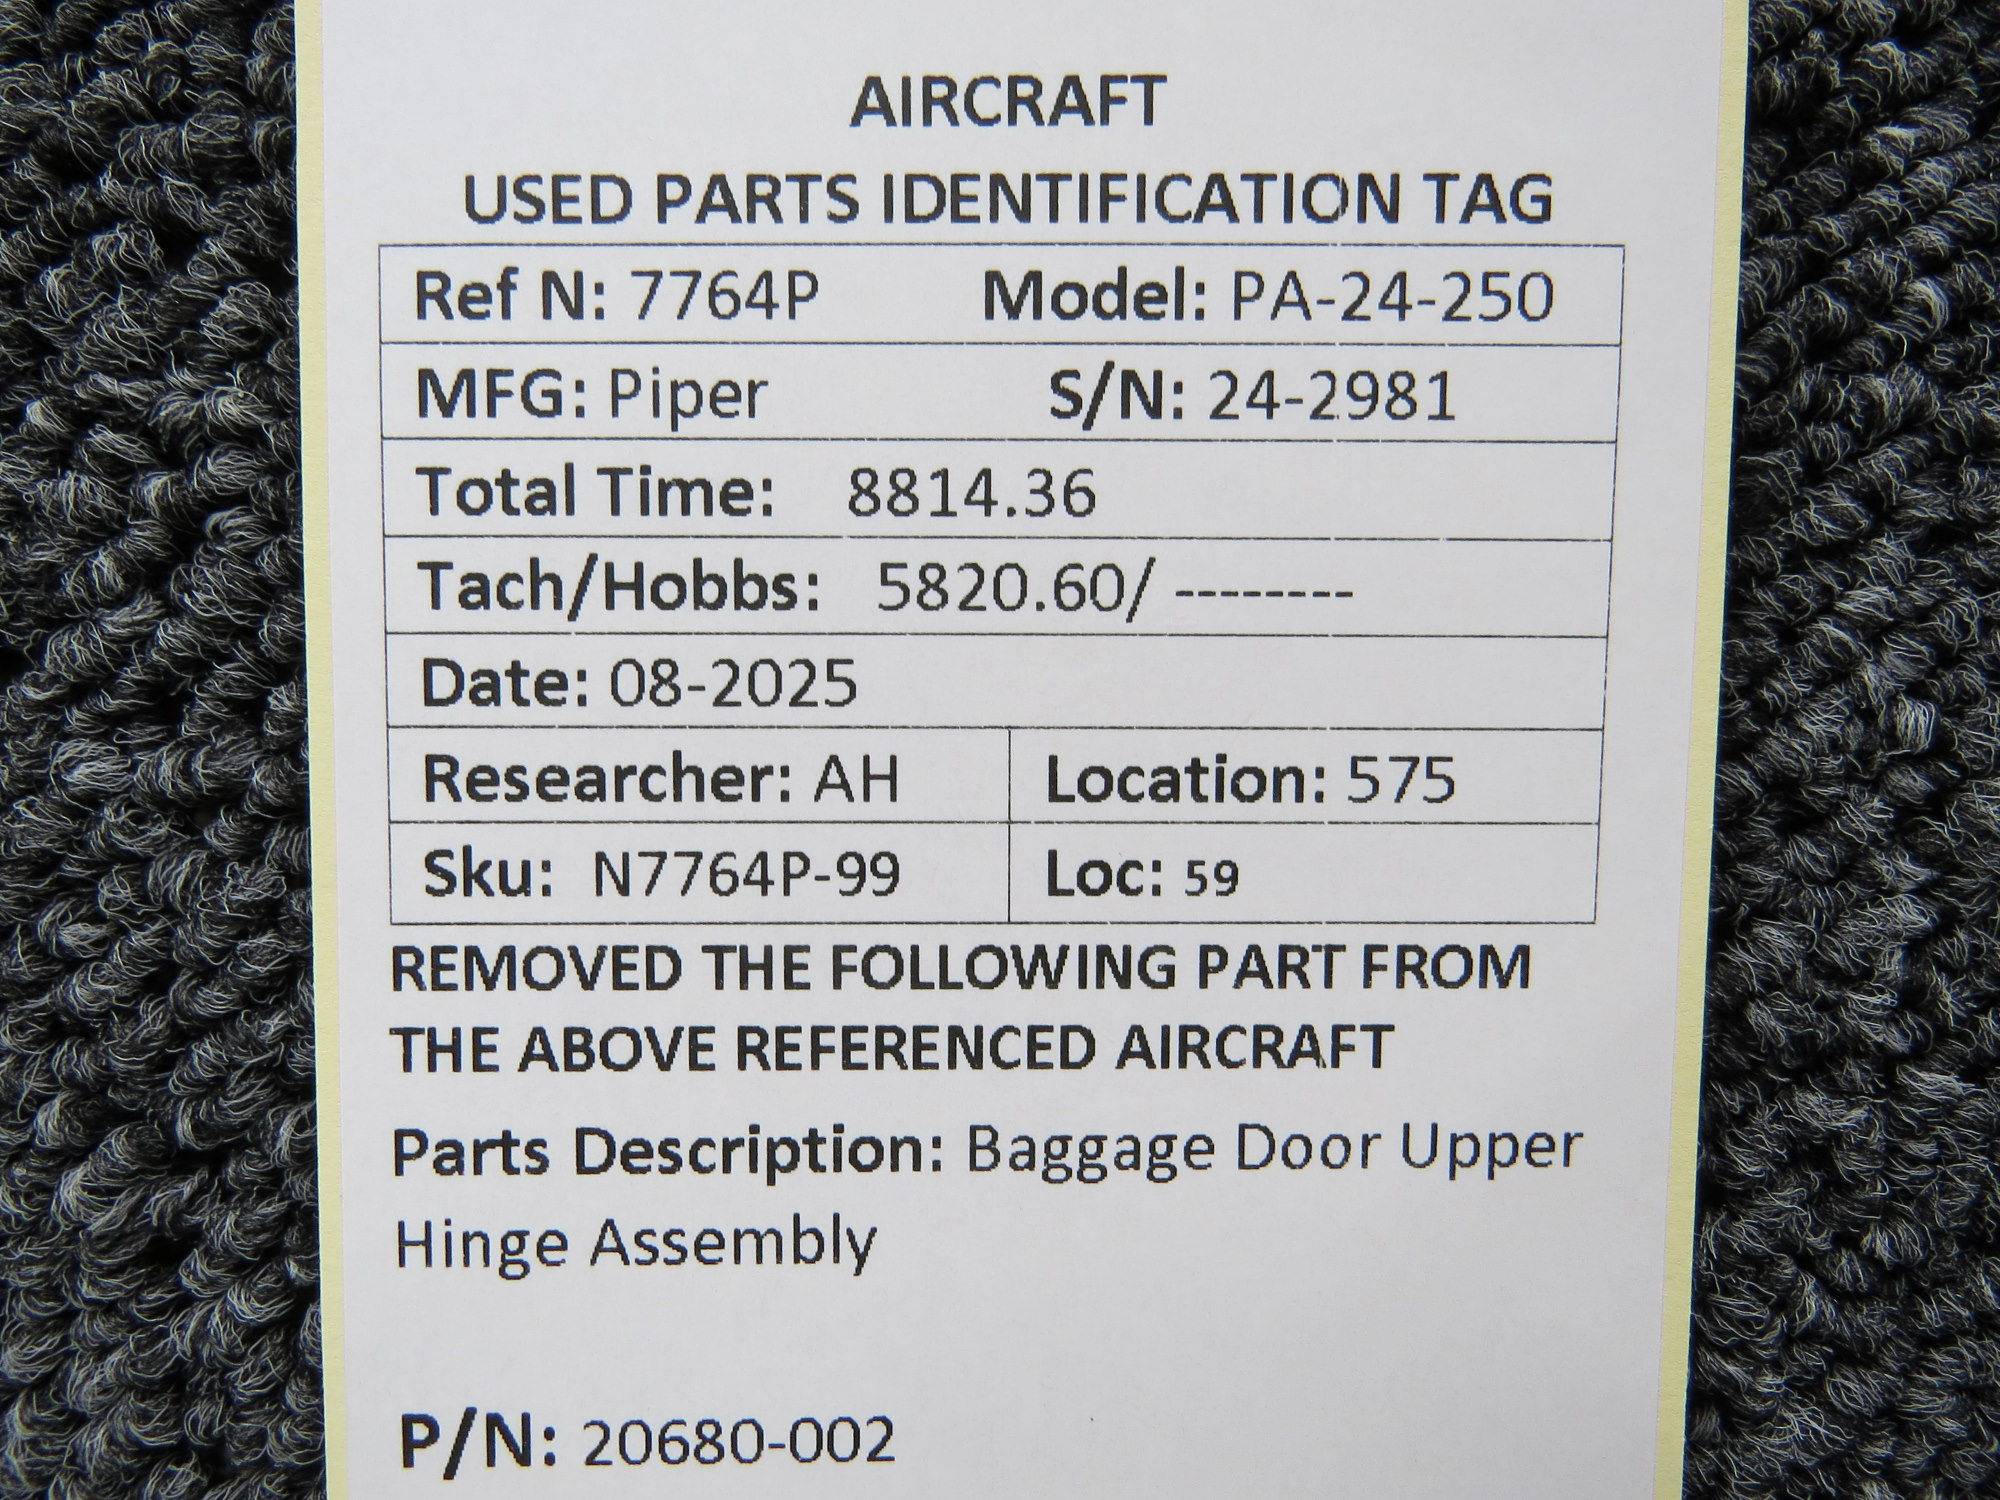 AIRCRAFT
USED PARTS IDENTIFICATION TAG
Ref N: 7764P Model: PA-24-250
MFG: Piper S/N: 24-2981
Total Time: 8814.36
Tach/Hobbs: 5820.60/ --------
Date: 08-2025
Researcher: AH Location: 575
Sku: N7764P-99 Loc: 59
REMOVED THE FOLLOWING PART FROM
THE ABOVE REFERENCED AIRCRAFT
Parts Description: Baggage Door Upper
Hinge Assembly
P/N: 20680-002